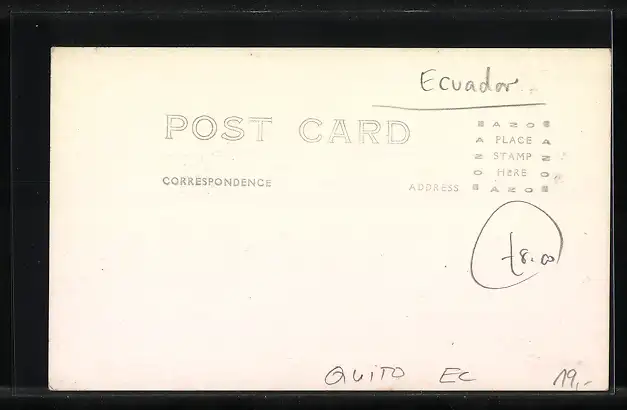 Ecuador
POST CARD
AZO
PLACE
STAMP
HERE
AZO
CORRESPONDENCE
ADDRESS
£8.00
QUITO EC
19,-